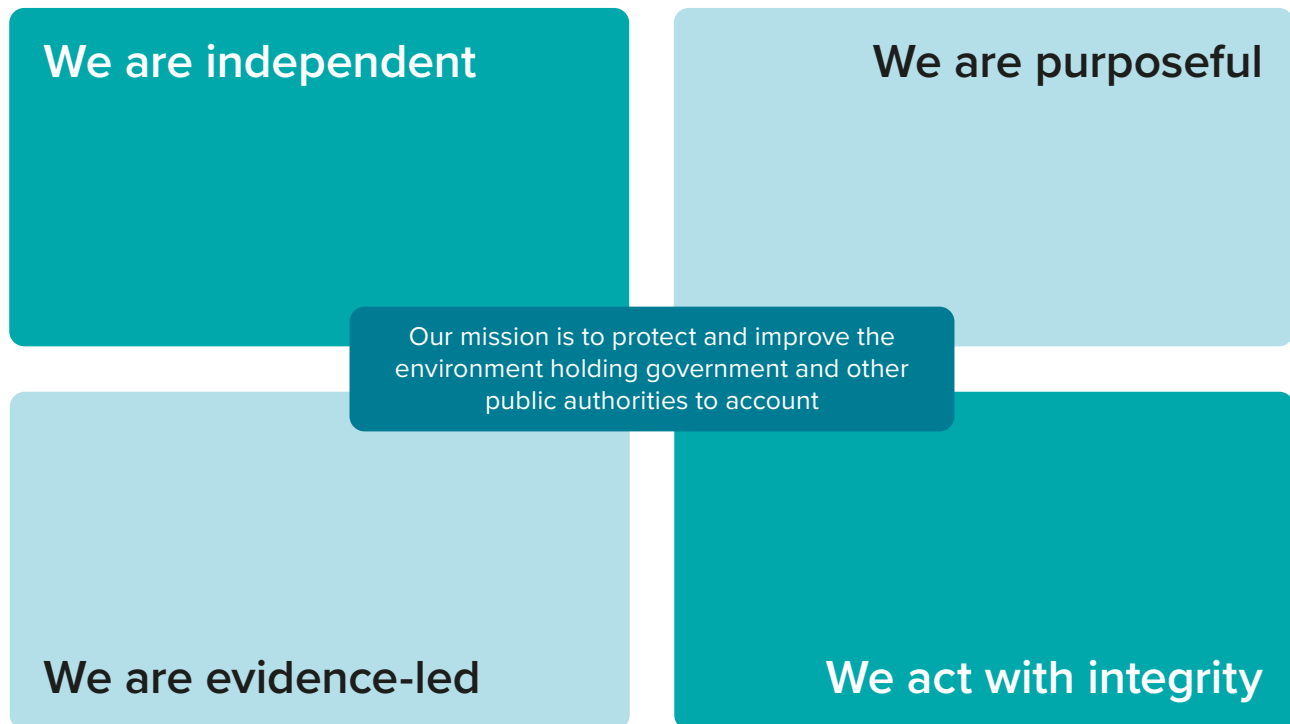 We are independent
We are purposeful
Our mission is to protect and improve the
environment holding government and other
public authorities to account
We are evidence-led
We act with integrity